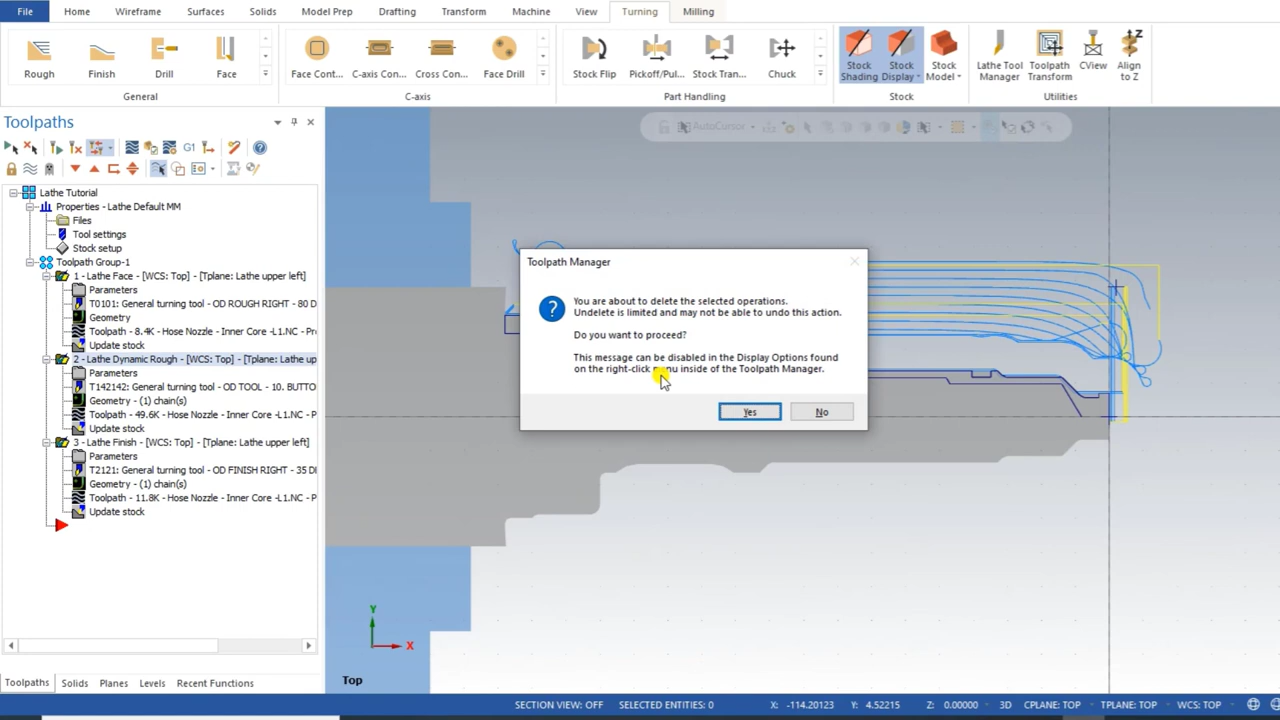 File Home Wireframe Surfaces Solids Model Prep Drafting Transform Machine View Turning Milling
Rough Finish Drill Face
Face Cont... C-axis Con... Cross Con... Face Drill
Stock Flip Pickoff/Pul... Stock Tran... Chuck
Stock Shading Stock Display Stock Model
Lathe Tool Manager Toolpath Transform CView Align to Z
General C-axis Part Handling Stock Utilities
Toolpaths
AutoCursor
G1
Lathe Tutorial
Properties - Lathe Default MM
Files
Tool settings
Stock setup
Toolpath Group-1
1 - Lathe Face - [WCS: Top] - [Tplane: Lathe upper left]
Parameters
T0101: General turning tool - OD ROUGH RIGHT - 80 D
Geometry
Toolpath - 8.4K - Hose Nozzle - Inner Core -L1.NC - P
Update stock
2 - Lathe Dynamic Rough - [WCS: Top] - [Tplane: Lathe up
Parameters
T142142: General turning tool - OD TOOL - 10. BUTTO
Geometry - (1) chain(s)
Toolpath - 49.6K - Hose Nozzle - Inner Core -L1.NC - P
Update stock
3 - Lathe Finish - [WCS: Top] - [Tplane: Lathe upper left]
Parameters
T2121: General turning tool - OD FINISH RIGHT - 35 D
Geometry - (1) chain(s)
Toolpath - 11.8K - Hose Nozzle - Inner Core -L1.NC - P
Update stock
Toolpath Manager
You are about to delete the selected operations.
Undelete is limited and may not be able to undo this action.
Do you want to proceed?
This message can be disabled in the Display Options found
on the right-click menu inside of the Toolpath Manager.
Yes No
Y
X
Top
Toolpaths Solids Planes Levels Recent Functions
SECTION VIEW: OFF SELECTED ENTITIES: 0 X: -114.20123 Y: 4.52215 Z: 0.00000 3D CPLANE: TOP TPLANE: TOP WCS: TOP